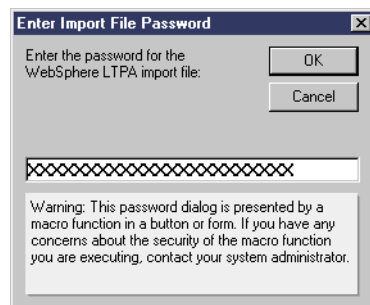 Enter Import File Password
Enter the password for the
WebSphere LTPA import file:
OK
Cancel
XXXXXXXXXXXXXXXXXXXXXXXX
Warning: This password dialog is presented by a
macro function in a button or form. If you have any
concerns about the security of the macro function
you are executing, contact your system administrator.